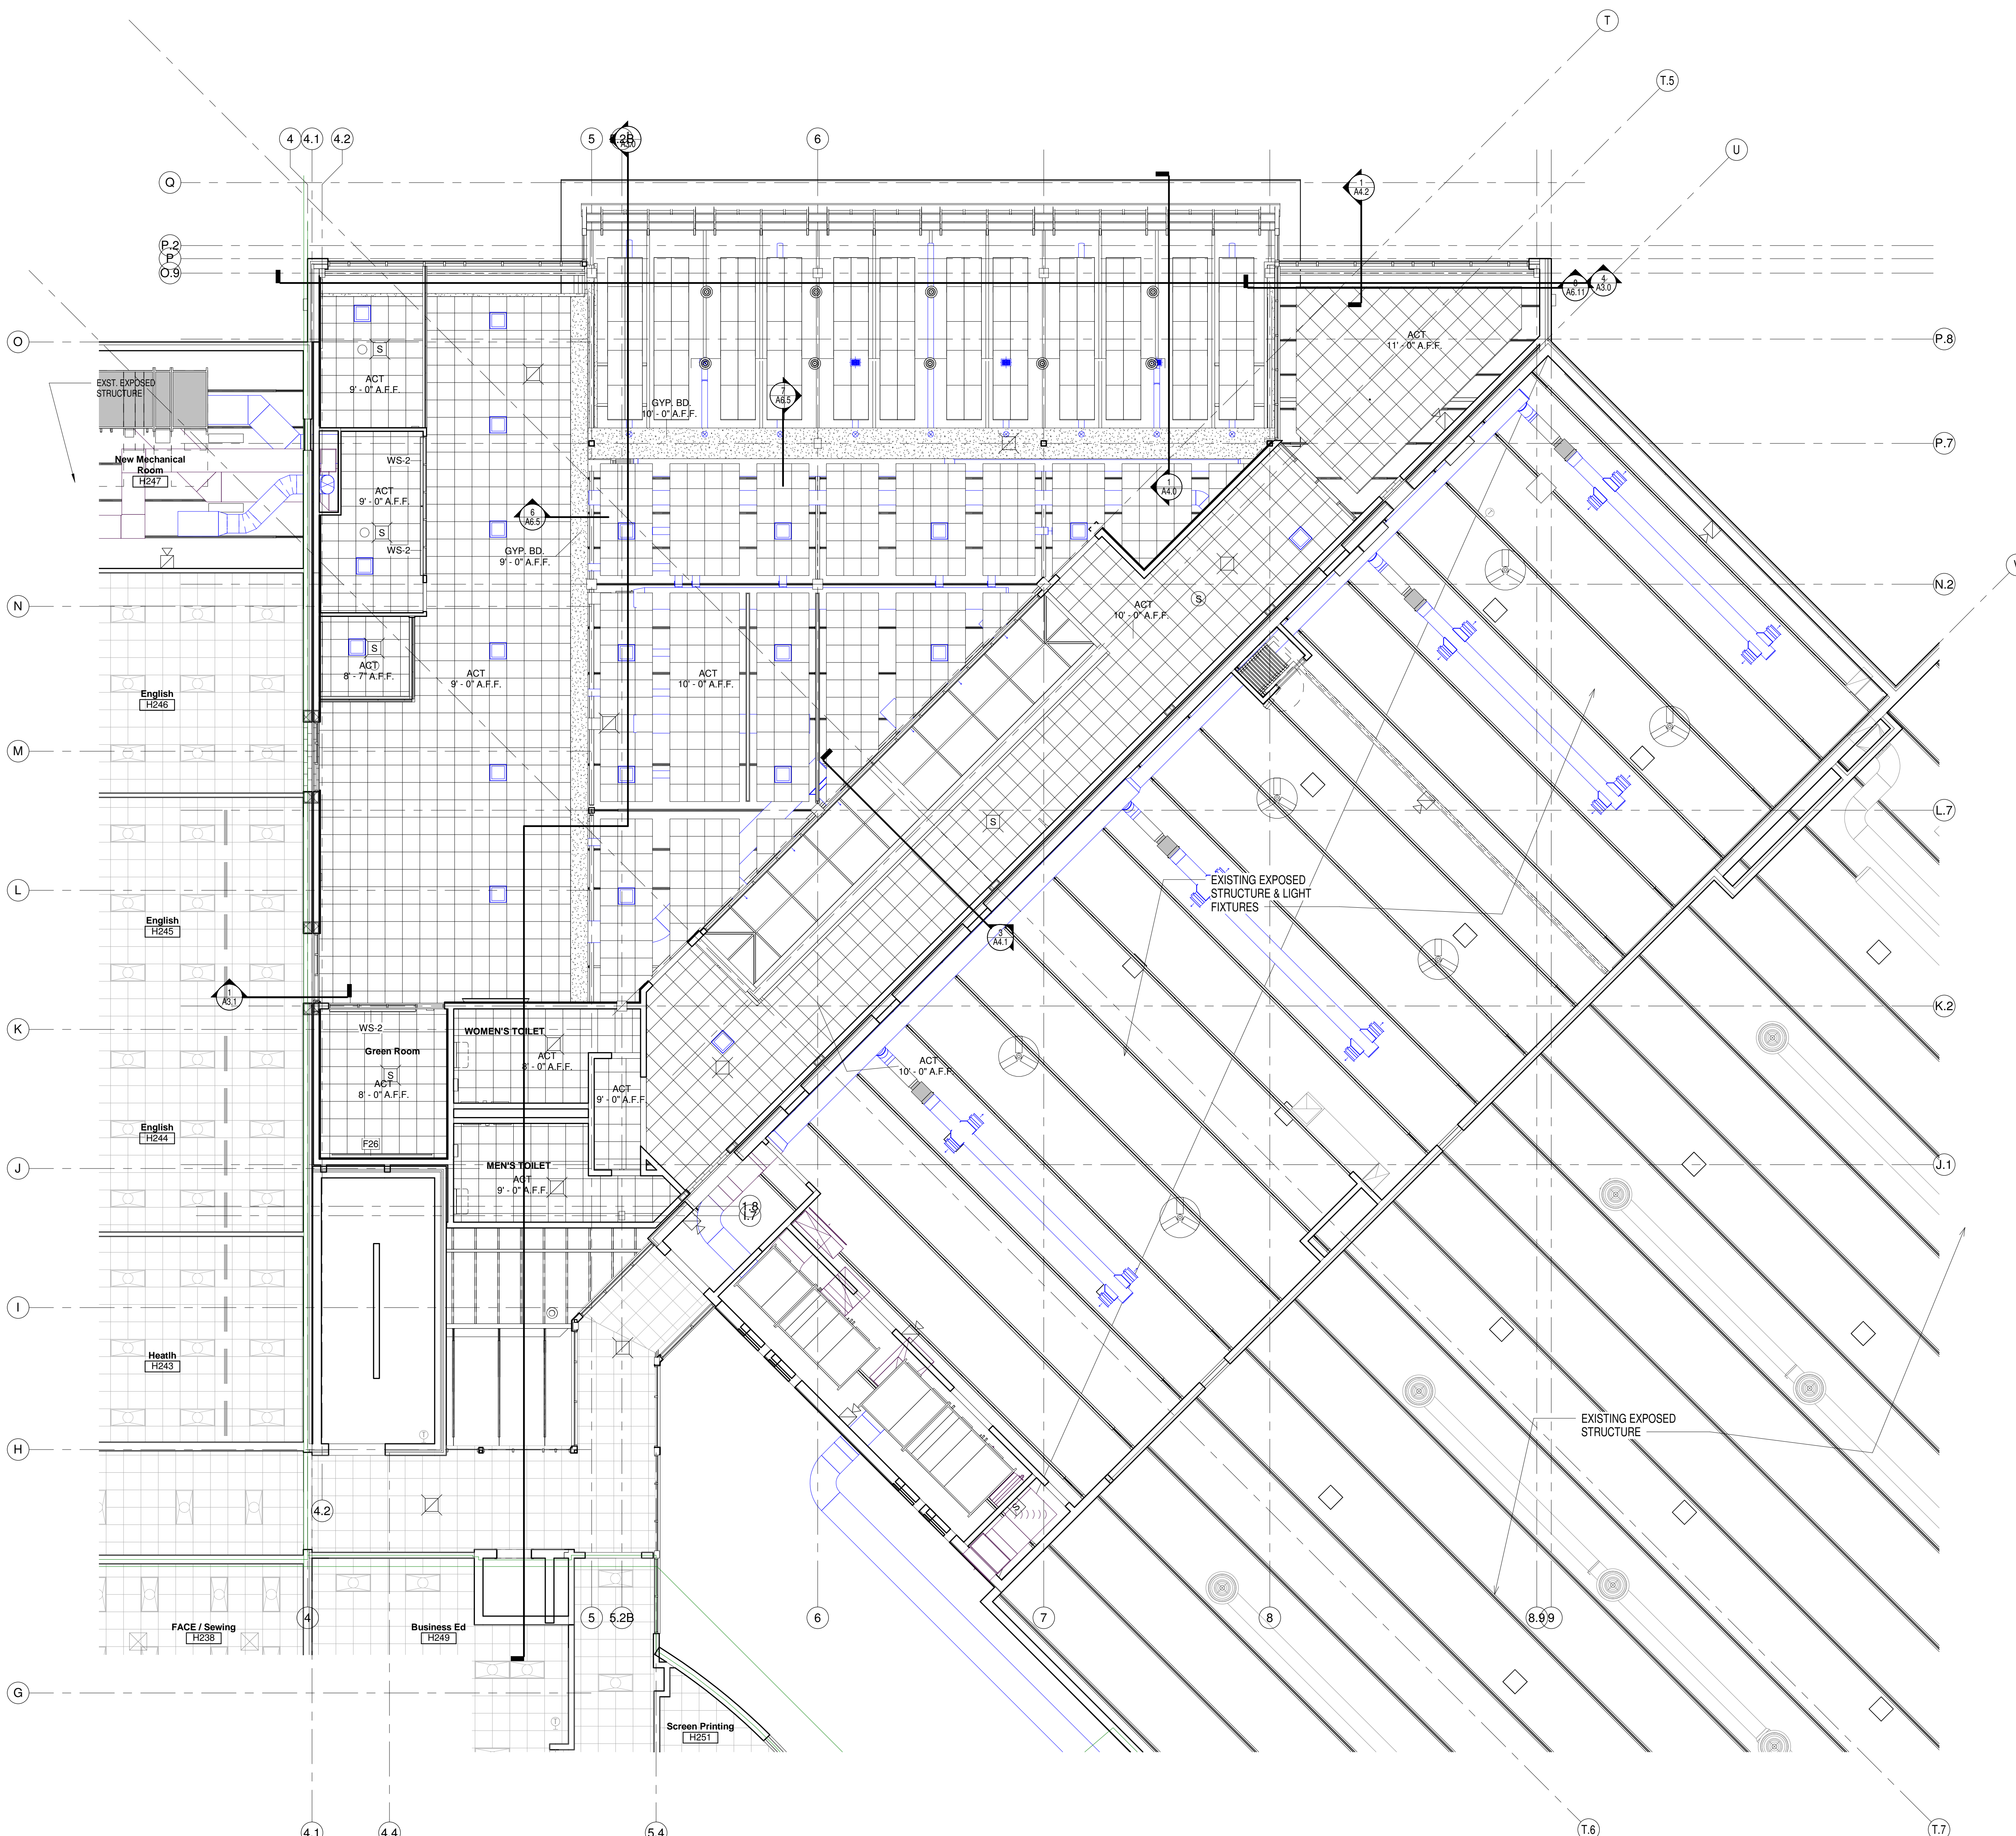 T
T.5
4
4.1
4.2
5
A3.0
6
U
Q
1
A4.2
P.2
P
O.9
8
A6.11
4
A3.0
O
P.8
ACT
11' - 0" A.F.F.
EXST. EXPOSED
STRUCTURE
S
ACT
9' - 0" A.F.F.
7
A6.5
GYP. BD.
10' - 0" A.F.F.
P.7
New Mechanical
Room
H247
WS-2
ACT
9' - 0" A.F.F.
1
A4.0
6
A6.5
S
WS-2
GYP. BD.
9' - 0" A.F.F.
N.2
N
ACT
10' - 0" A.F.F.
S
S
ACT
8' - 7" A.F.F.
ACT
9' - 0" A.F.F.
ACT
10' - 0" A.F.F.
English
H246
M
L.7
S
EXISTING EXPOSED
STRUCTURE & LIGHT
FIXTURES
L
English
H245
3
A4.1
1
A3.1
K.2
K
WS-2
WOMEN'S TOILET
Green Room
ACT
8' - 0" A.F.F.
ACT
10' - 0" A.F.F.
S
ACT
8' - 0" A.F.F.
ACT
9' - 0" A.F.F.
English
H244
F26
J
MEN'S TOILET
ACT
9' - 0" A.F.F.
J.1
I.7
I
Heatlh
H243
EXISTING EXPOSED
STRUCTURE
T
H
S
4.2
4
5
5.2B
6
7
8
8.9
9
FACE / Sewing
H238
Business Ed
H249
G
T
Screen Printing
H251
4.1
4.4
5.4
T.6
T.7